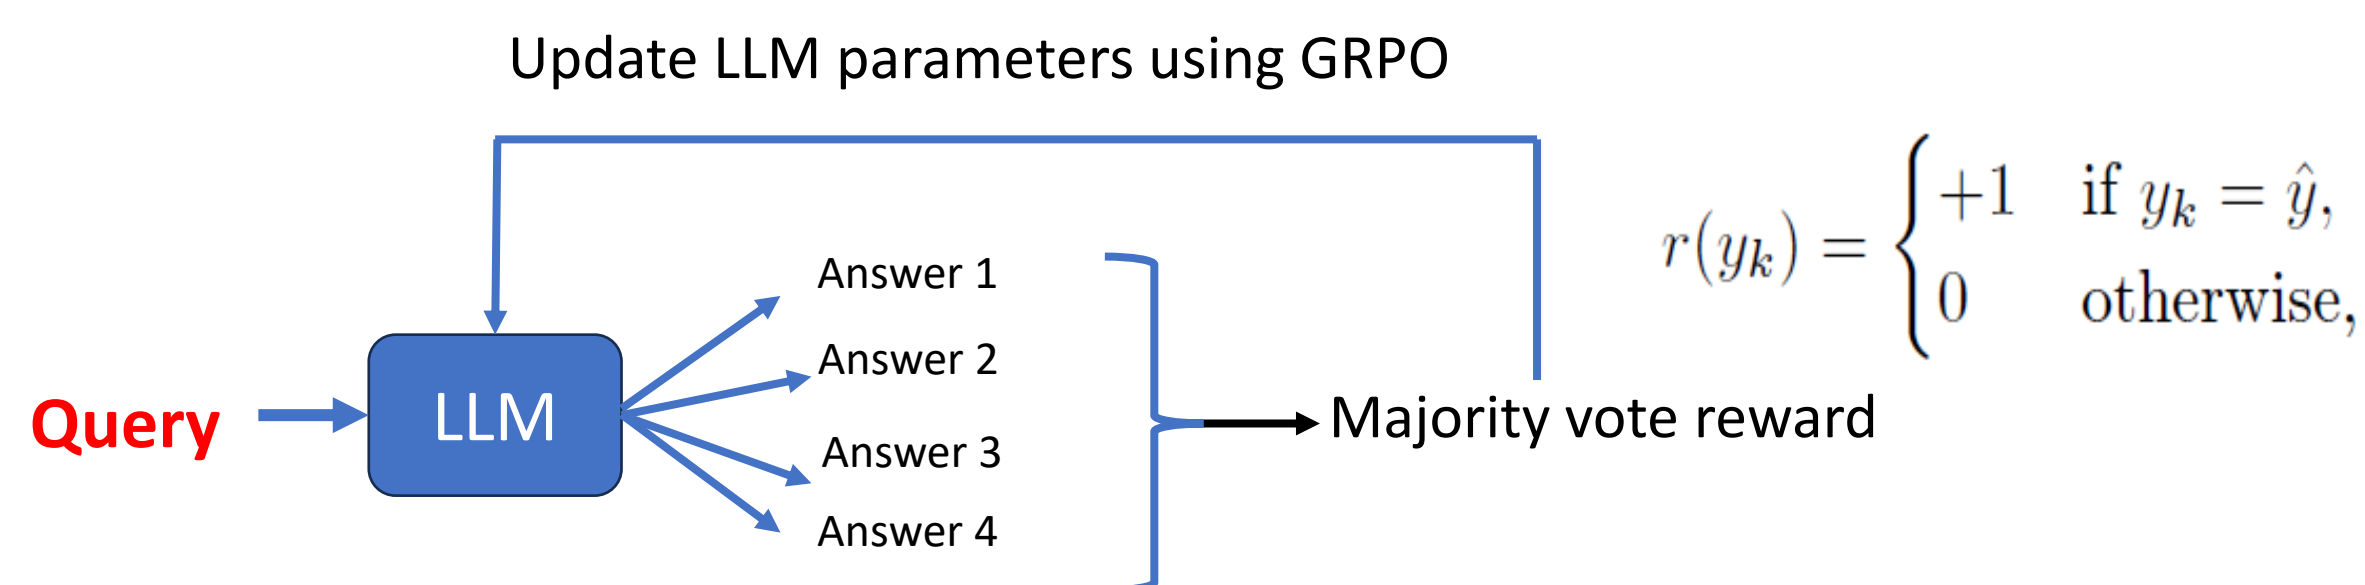 Update LLM parameters using GRPO
Query
LLM
Answer 1
Answer 2
Answer 3
Answer 4
Majority vote reward
r(y_k) = { +1 if y_k = ŷ,
0 otherwise,